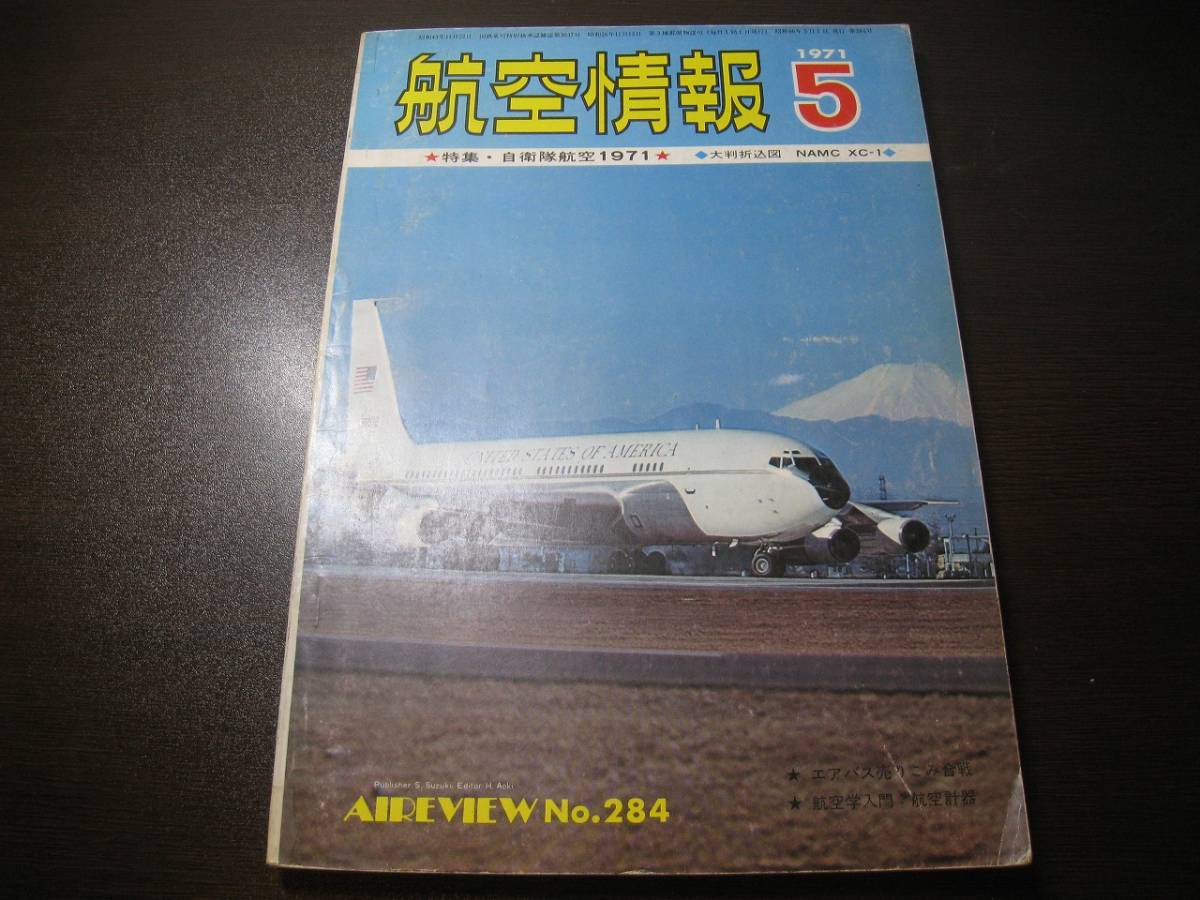 航空情報
1971
5
★特集・自衛隊航空1971★ ◆大判折込図 NAMC XC-1◆
UNITED STATES OF AMERICA
★ エアバス売りこみ合戦
★ 航空学入門 航空計器
Publisher S. Suzuki, Editor H. Aoki
AIREVIEW No.284